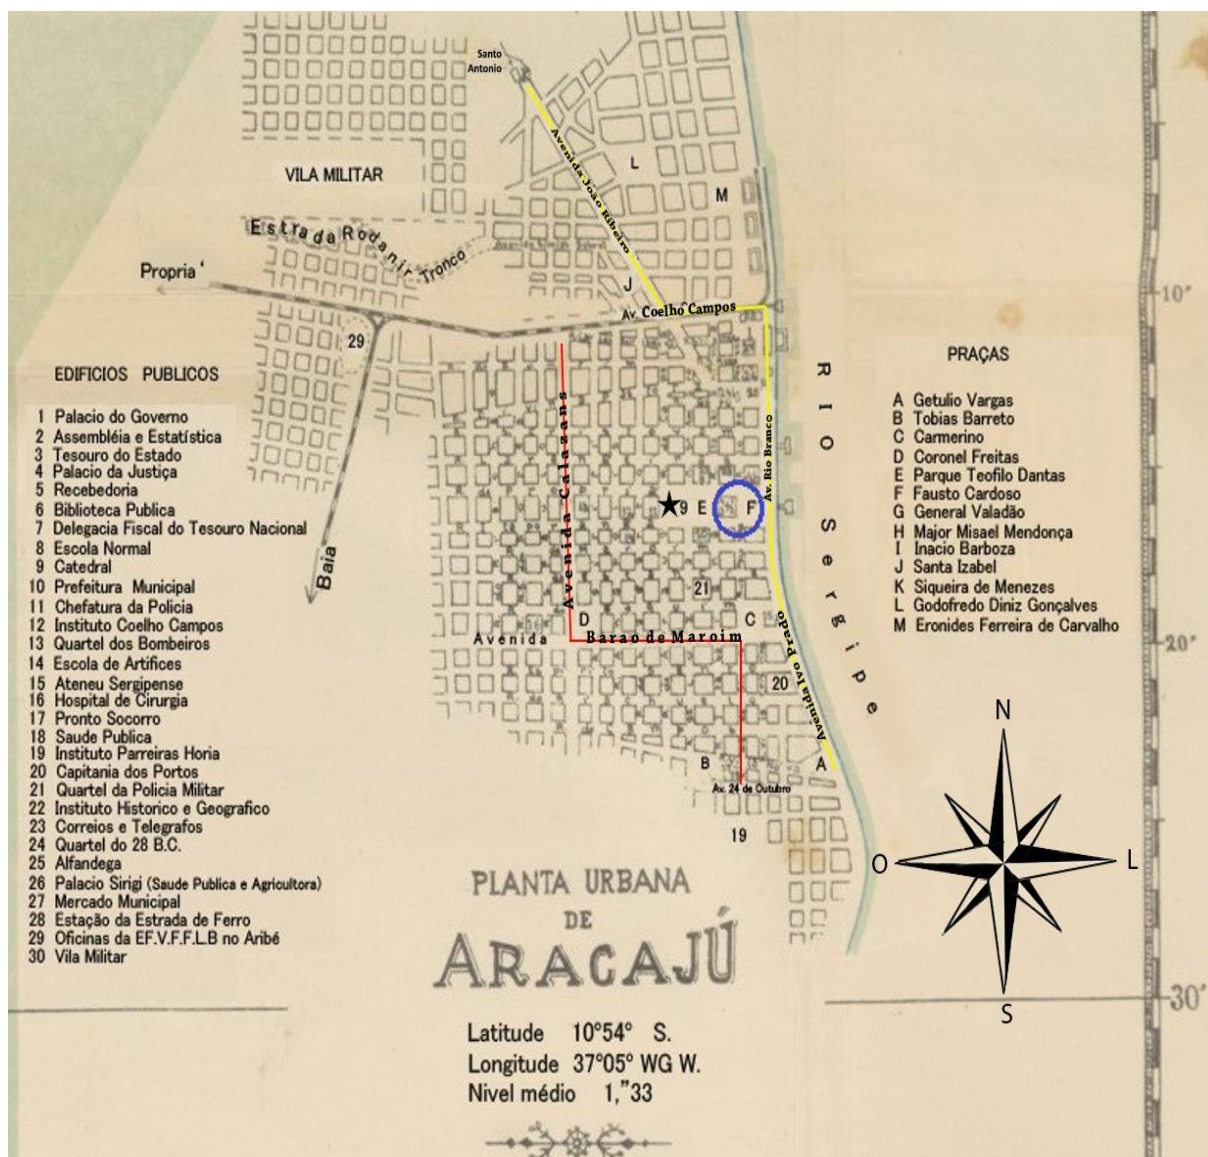 Santo
Antonio
Avenida João Ribeiro
L
VILA MILITAR
M
Estrada Rodanir Tronco
Propria '
J
Av. Coelho Campos
29
RIO Sergipe
10"
EDIFICIOS PUBLICOS
1 Palacio do Governo
2 Assembléia e Estatística
3 Tesouro do Estado
4 Palacio da Justiça
5 Recebedoria
6 Biblioteca Publica
7 Delegacia Fiscal do Tesouro Nacional
8 Escola Normal
9 Catedral
10 Prefeitura Municipal
11 Chefatura da Policia
12 Instituto Coelho Campos
13 Quartel dos Bombeiros
14 Escola de Artífices
15 Ateneu Sergipense
16 Hospital de Cirurgia
17 Pronto Socorro
18 Saude Publica
19 Instituto Parreiras Horia
20 Capitania dos Portos
21 Quartel da Policia Militar
22 Instituto Historico e Geografico
23 Correios e Telegrafos
24 Quartel do 28 B.C.
25 Alfandega
26 Palacio Sirigi (Saude Publica e Agricultora)
27 Mercado Municipal
28 Estação da Estrada de Ferro
29 Oficinas da EF.V.F.F.L.B no Aribé
30 Vila Militar
Baia
Avenida Calazans
Av. Rio Branco
9 E F
21
D
C
Avenida Barao de Maroim
20
Avenida Ivo Prado
B
A
Av. 24 de Outubro
19
PRAÇAS
A Getulio Vargas
B Tobias Barreto
C Carmerino
D Coronel Freitas
E Parque Teofilo Dantas
F Fausto Cardoso
G General Valadão
H Major Misael Mendonça
I Inacio Barboza
J Santa Izabel
K Siqueira de Menezes
L Godofredo Diniz Gonçalves
M Eronides Ferreira de Carvalho
20"
N
O
L
S
30'
PLANTA URBANA
DE
ARACAJÚ
Latitude 10°54° S.
Longitude 37°05° WG W.
Nivel médio 1,”33